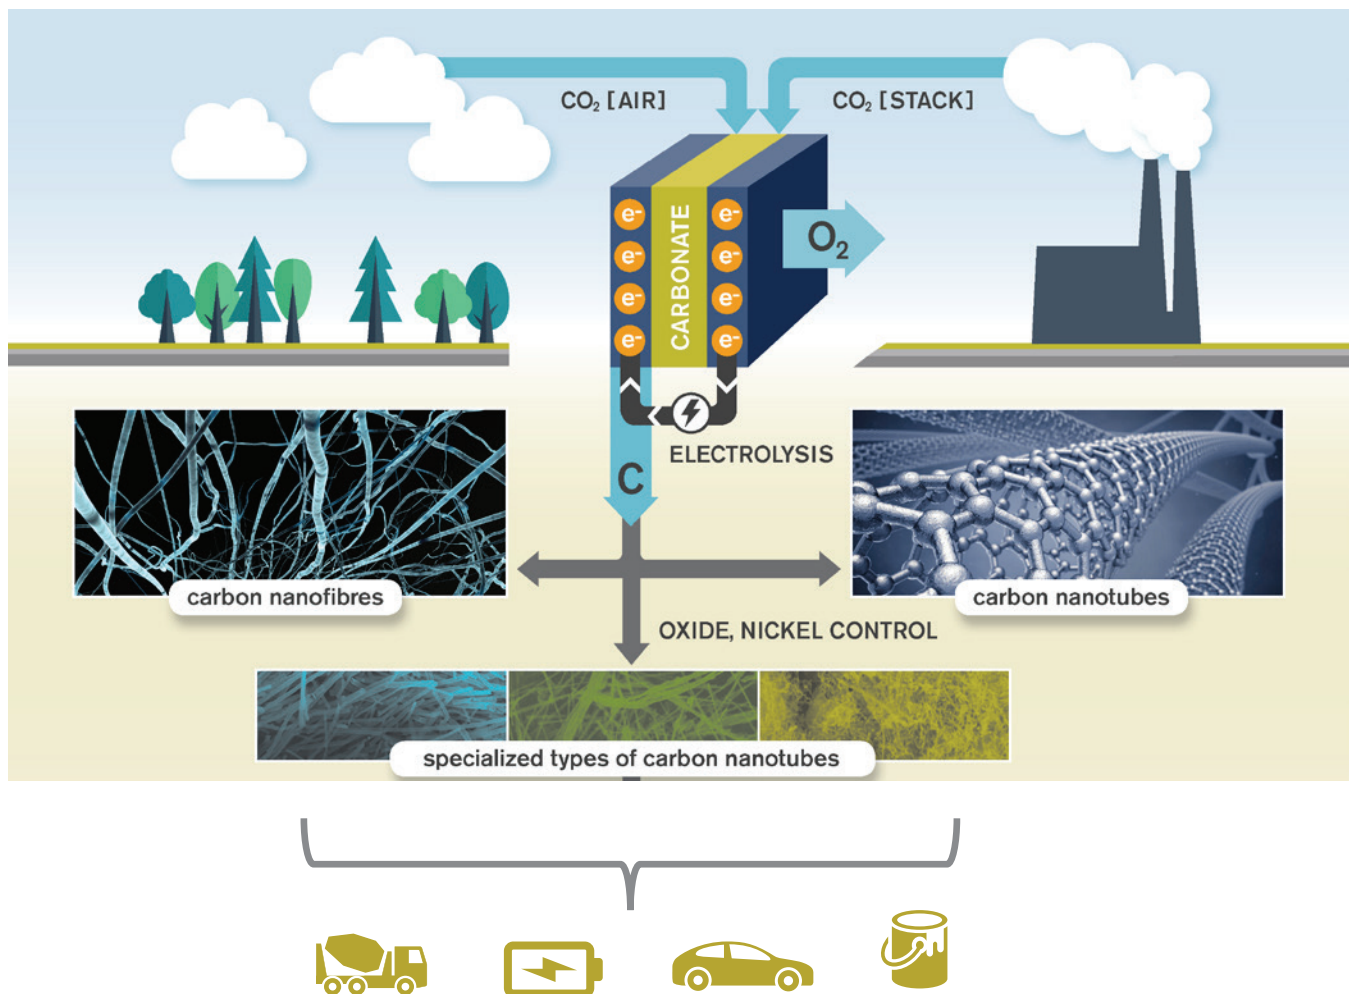 CO₂ [AIR]
CO₂ [STACK]
e-
e-
e-
e-
CARBONATE
e-
e-
e-
e-
O₂
ELECTROLYSIS
C
carbon nanofibres
carbon nanotubes
OXIDE, NICKEL CONTROL
specialized types of carbon nanotubes